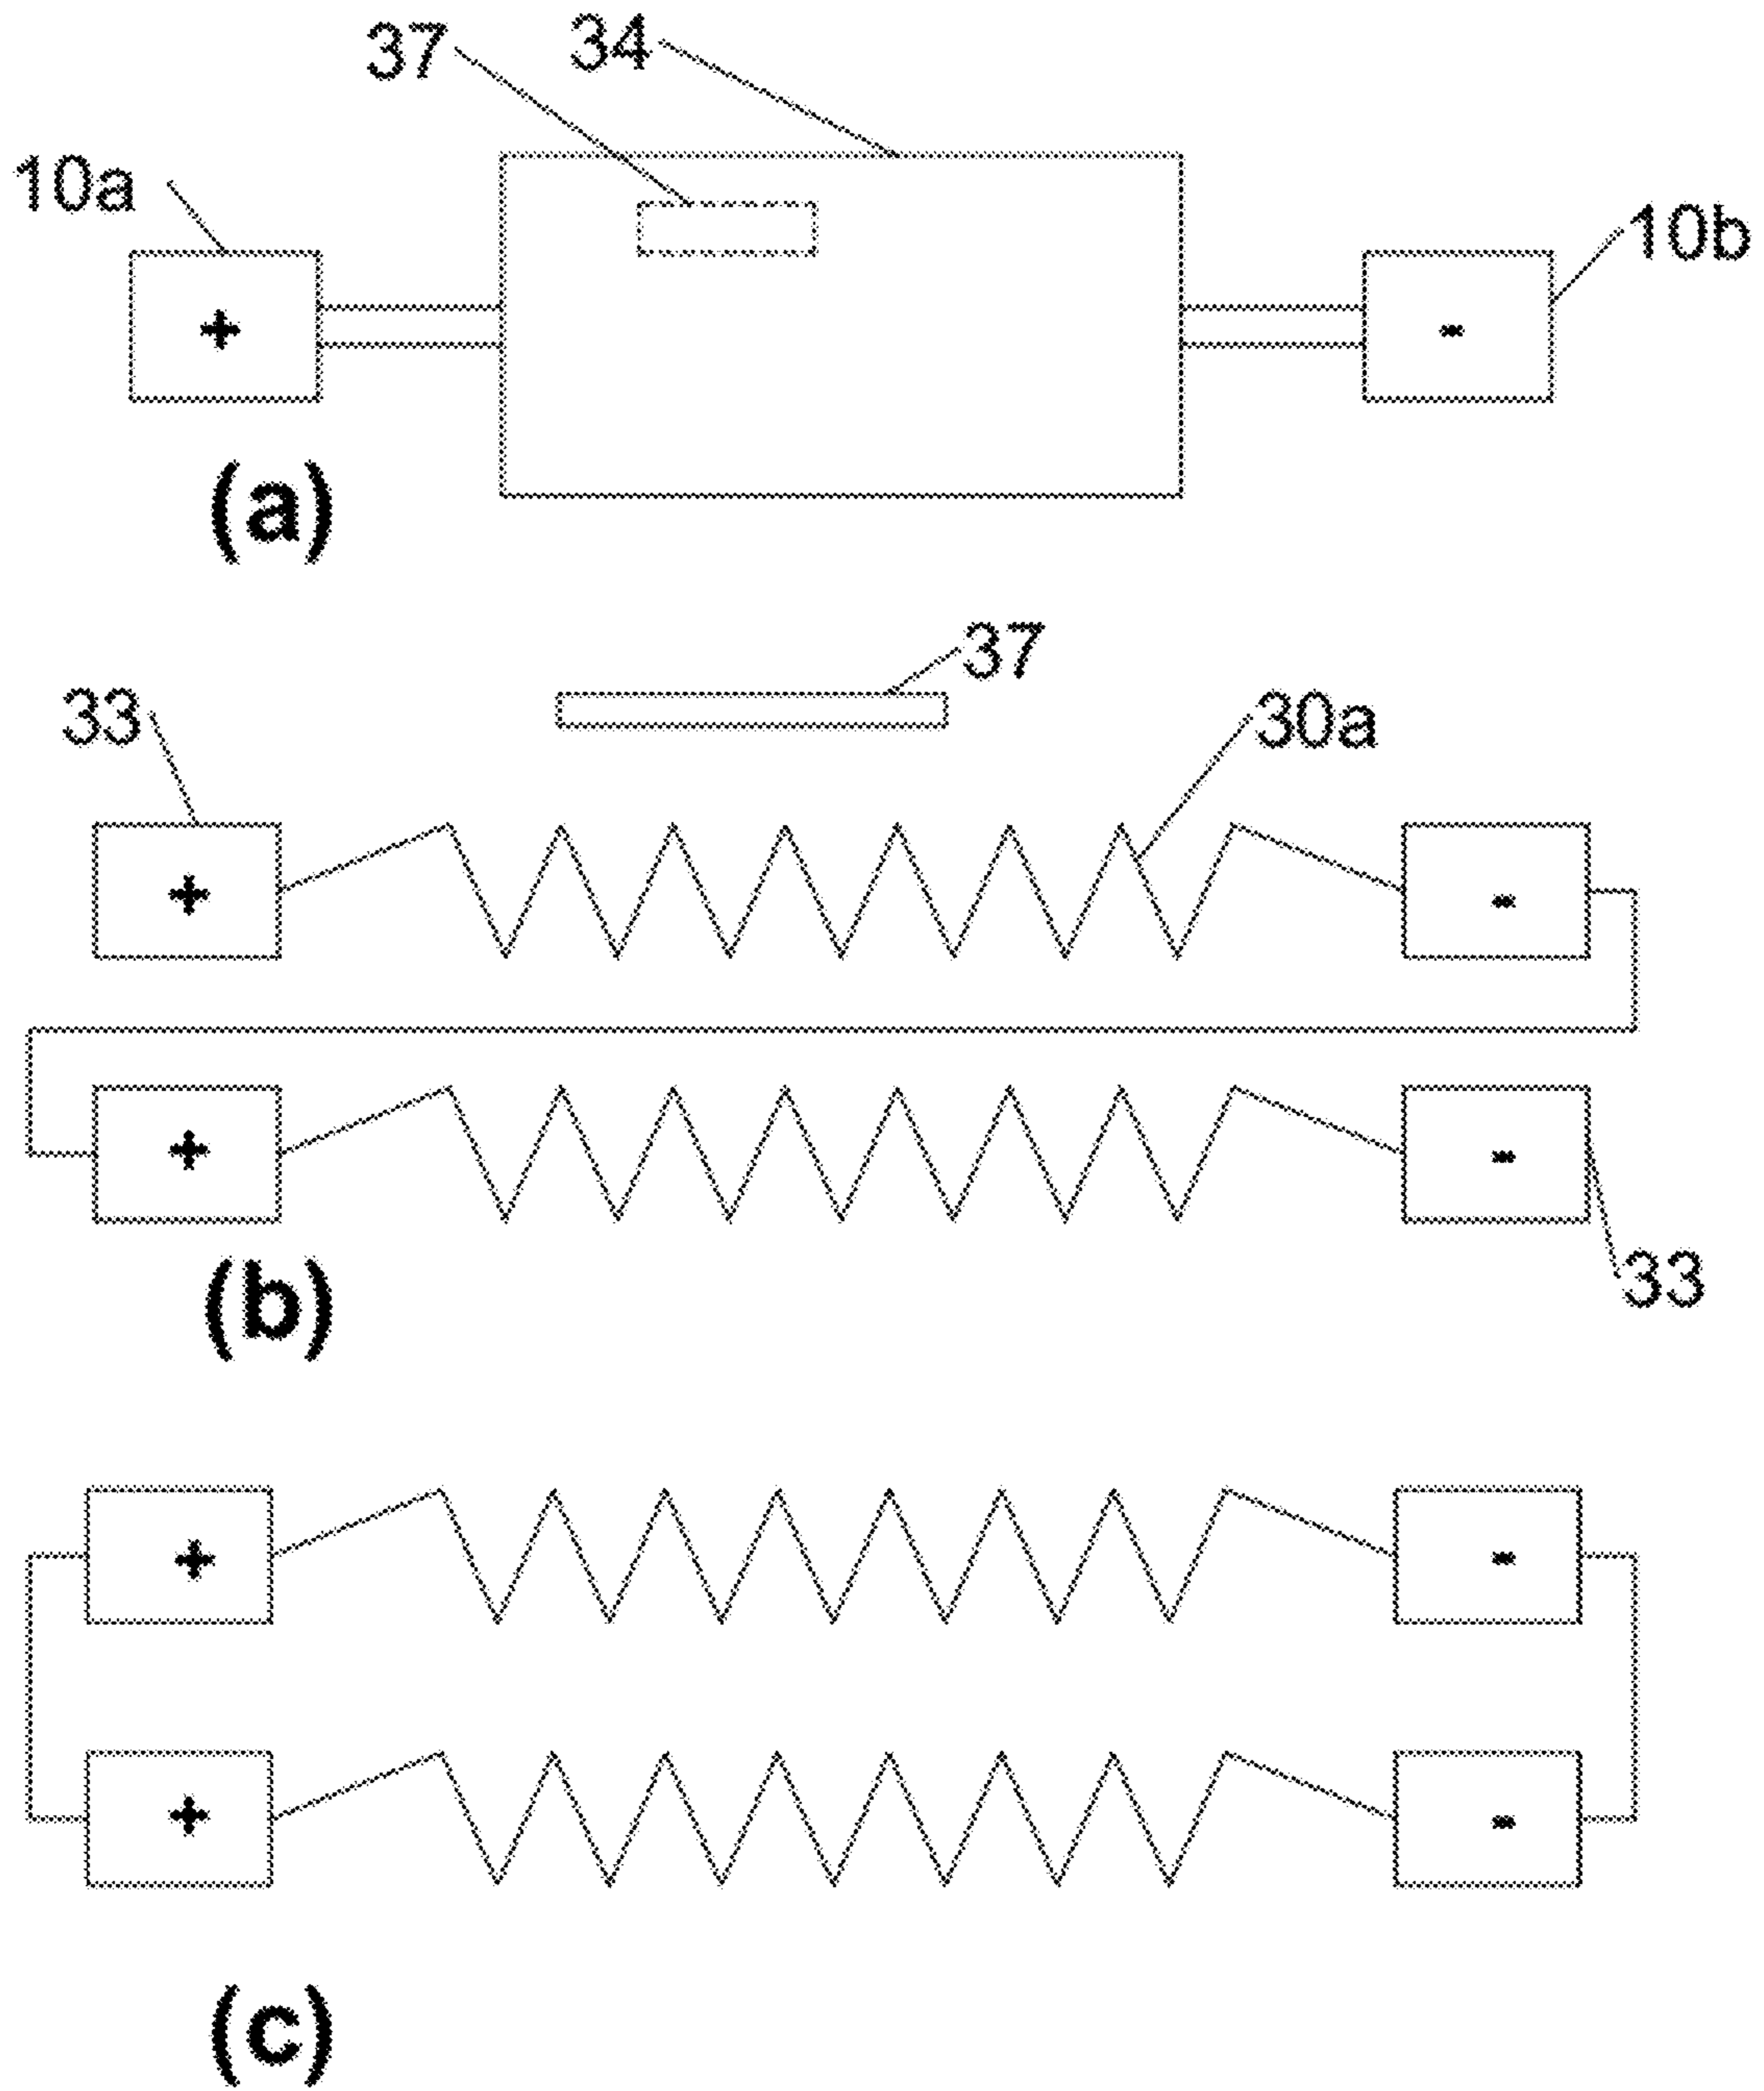 37 34
10a
10b
+ -
(a)
37
33 30a
+ -
+ -
(b)
33
+ -
+ -
(c)